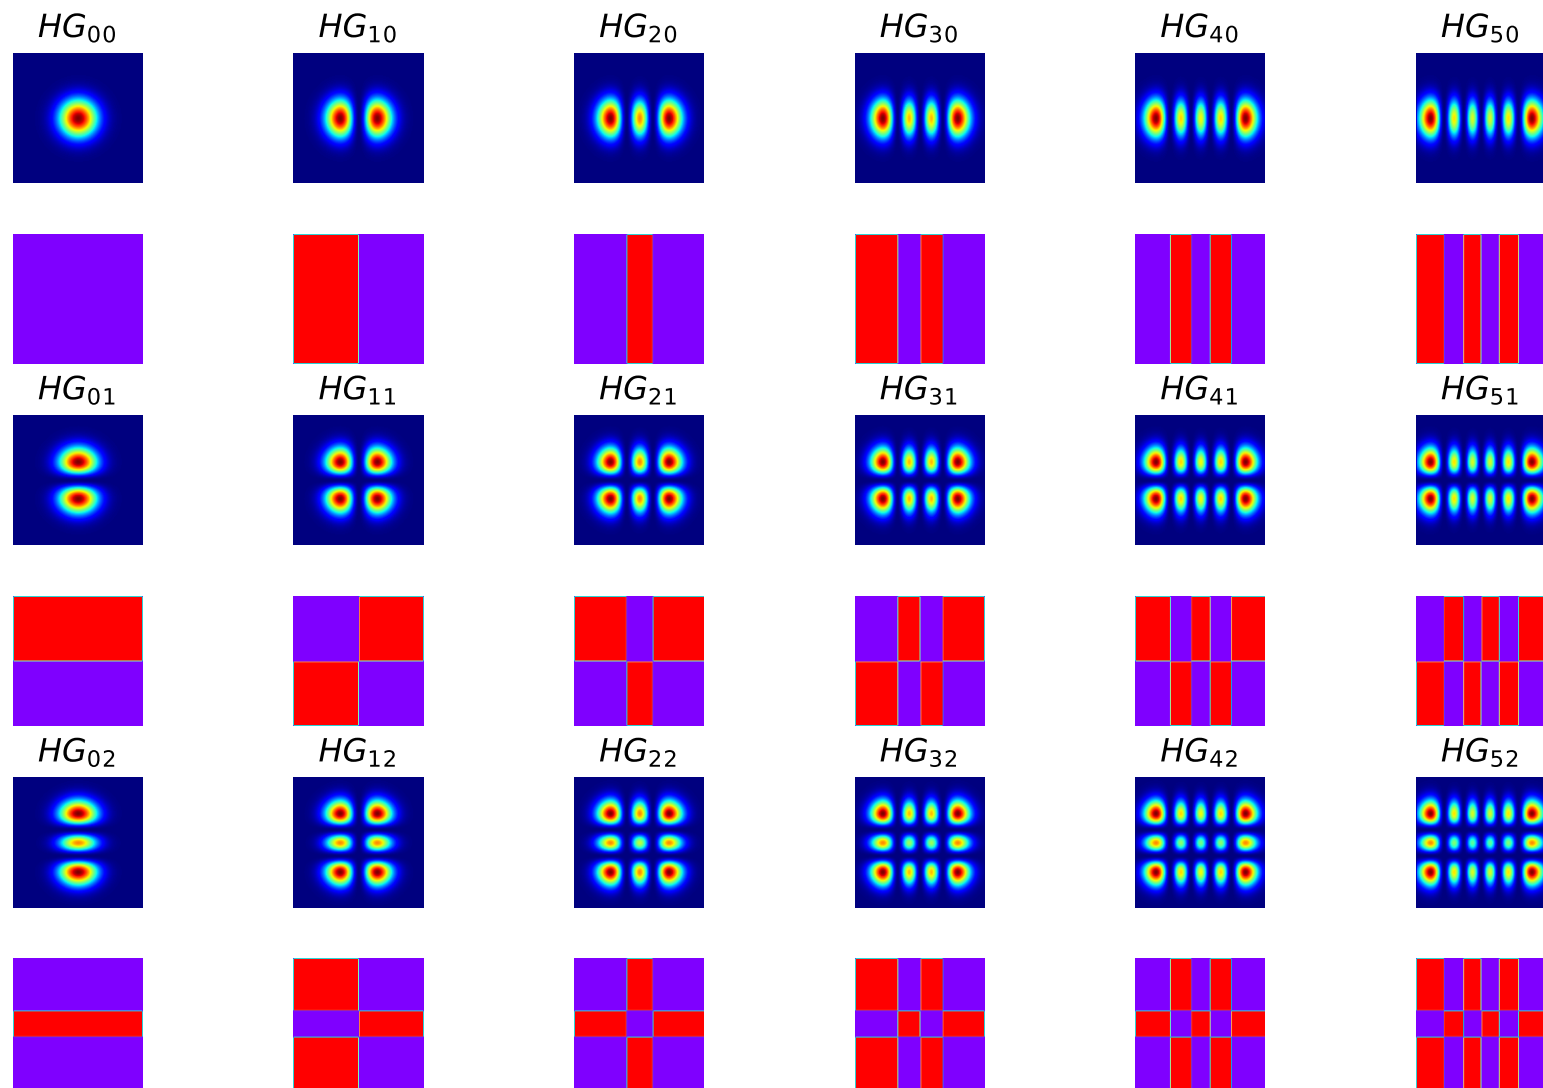 HG₀₀ HG₁₀ HG₂₀ HG₃₀ HG₄₀ HG₅₀
HG₀₁ HG₁₁ HG₂₁ HG₃₁ HG₄₁ HG₅₁
HG₀₂ HG₁₂ HG₂₂ HG₃₂ HG₄₂ HG₅₂